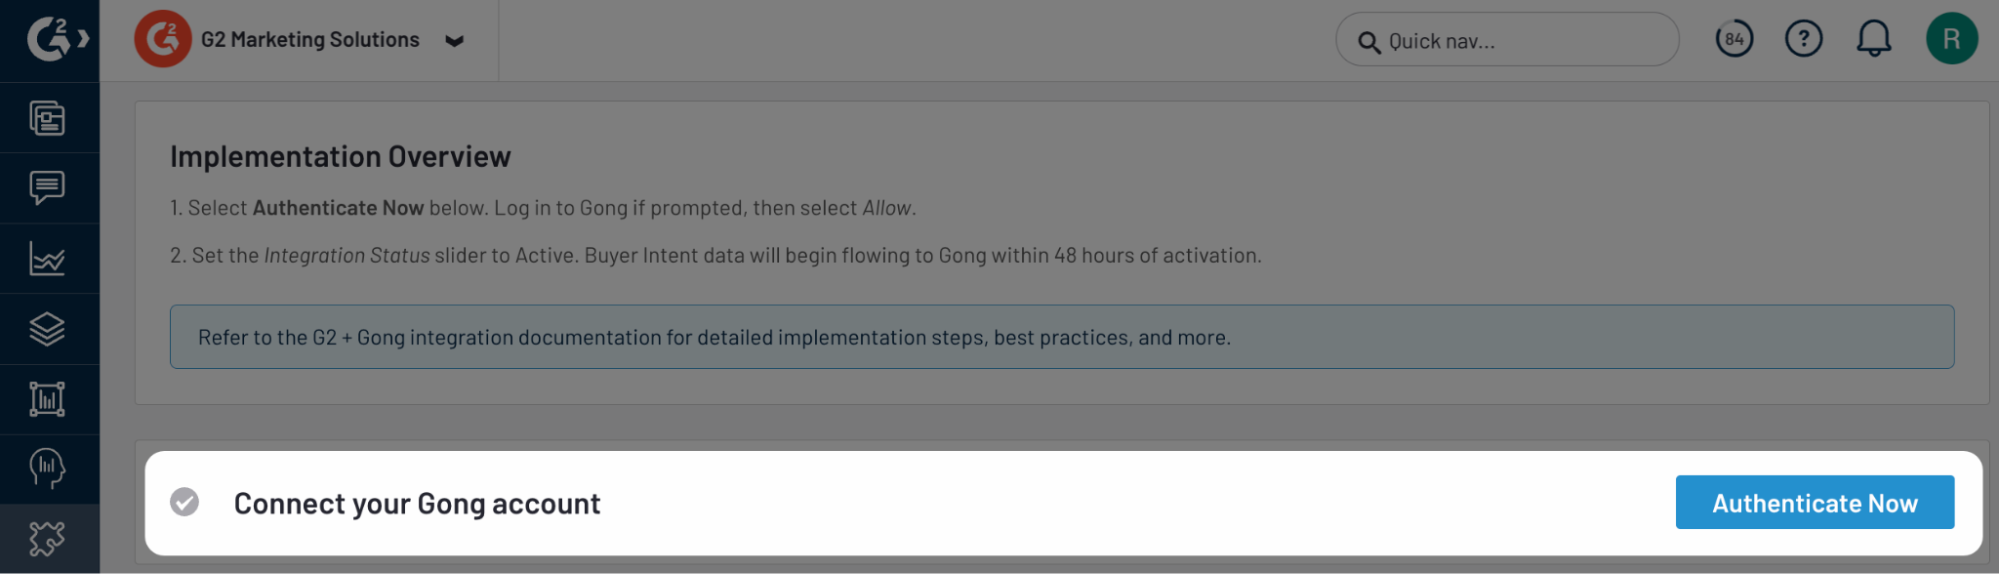 G2 Marketing Solutions
Quick nav...
84
?
R
Implementation Overview
1. Select Authenticate Now below. Log in to Gong if prompted, then select Allow.
2. Set the Integration Status slider to Active. Buyer Intent data will begin flowing to Gong within 48 hours of activation.
Refer to the G2 + Gong integration documentation for detailed implementation steps, best practices, and more.
Connect your Gong account
Authenticate Now